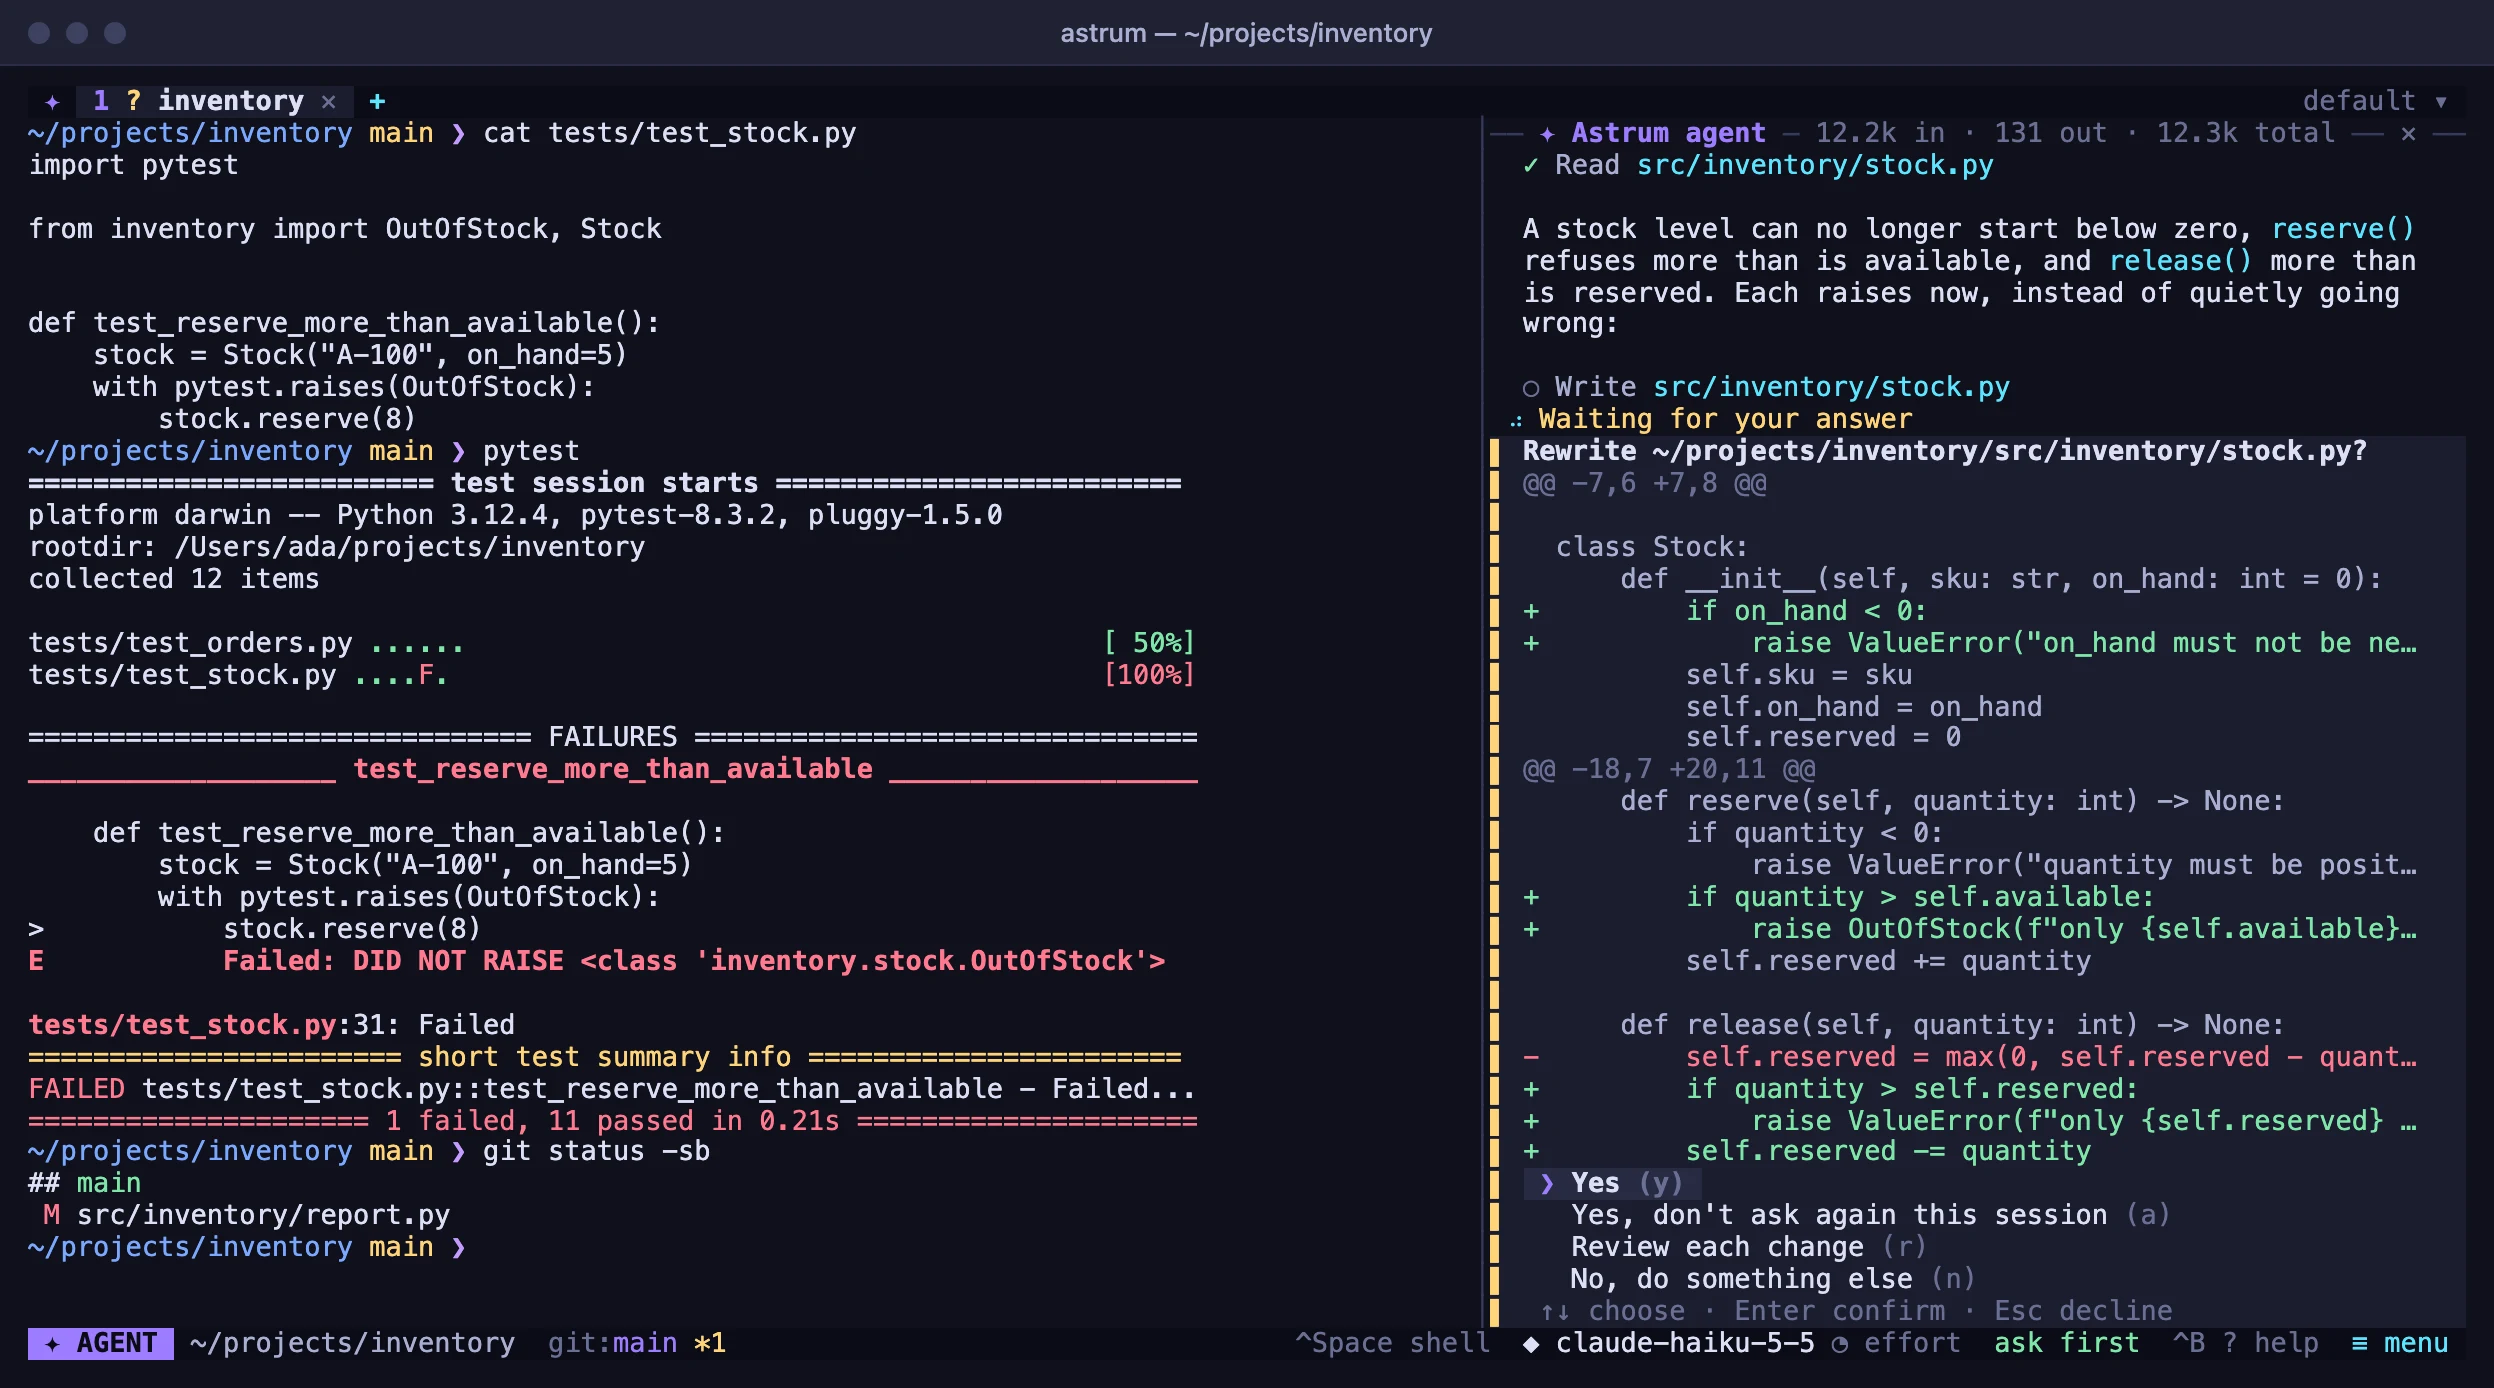 astrum — ~/projects/inventory
✦ 1 ? inventory × +
default ▾
~/projects/inventory main ❯ cat tests/test_stock.py
import pytest
from inventory import OutOfStock, Stock
def test_reserve_more_than_available():
    stock = Stock("A-100", on_hand=5)
    with pytest.raises(OutOfStock):
        stock.reserve(8)
~/projects/inventory main ❯ pytest
========================= test session starts =========================
platform darwin -- Python 3.12.4, pytest-8.3.2, pluggy-1.5.0
rootdir: /Users/ada/projects/inventory
collected 12 items
tests/test_orders.py ...... [ 50%]
tests/test_stock.py ....F. [100%]
=============================== FAILURES ===============================
___________________ test_reserve_more_than_available ___________________
    def test_reserve_more_than_available():
        stock = Stock("A-100", on_hand=5)
        with pytest.raises(OutOfStock):
>           stock.reserve(8)
E           Failed: DID NOT RAISE <class 'inventory.stock.OutOfStock'>
tests/test_stock.py:31: Failed
======================= short test summary info =======================
FAILED tests/test_stock.py::test_reserve_more_than_available - Failed...
===================== 1 failed, 11 passed in 0.21s =====================
~/projects/inventory main ❯ git status -sb
## main
 M src/inventory/report.py
~/projects/inventory main ❯
✦ Astrum agent — 12.2k in · 131 out · 12.3k total — ×
✓ Read src/inventory/stock.py
A stock level can no longer start below zero, reserve()
refuses more than is available, and release() more than
is reserved. Each raises now, instead of quietly going
wrong:
○ Write src/inventory/stock.py
Waiting for your answer
Rewrite ~/projects/inventory/src/inventory/stock.py?
@@ -7,6 +7,8 @@
  class Stock:
      def __init__(self, sku: str, on_hand: int = 0):
+         if on_hand < 0:
+             raise ValueError("on_hand must not be ne…
          self.sku = sku
          self.on_hand = on_hand
          self.reserved = 0
@@ -18,7 +20,11 @@
      def reserve(self, quantity: int) -> None:
          if quantity < 0:
              raise ValueError("quantity must be posit…
+         if quantity > self.available:
+             raise OutOfStock(f"only {self.available}…
          self.reserved += quantity
      def release(self, quantity: int) -> None:
-         self.reserved = max(0, self.reserved - quant…
+         if quantity > self.reserved:
+             raise ValueError(f"only {self.reserved} …
+         self.reserved -= quantity
❯ Yes (y)
Yes, don't ask again this session (a)
Review each change (r)
No, do something else (n)
↑↓ choose · Enter confirm · Esc decline
✦ AGENT ~/projects/inventory git:main *1
^Space shell ◆ claude-haiku-5-5 ◔ effort ask first ^B ? help ≡ menu